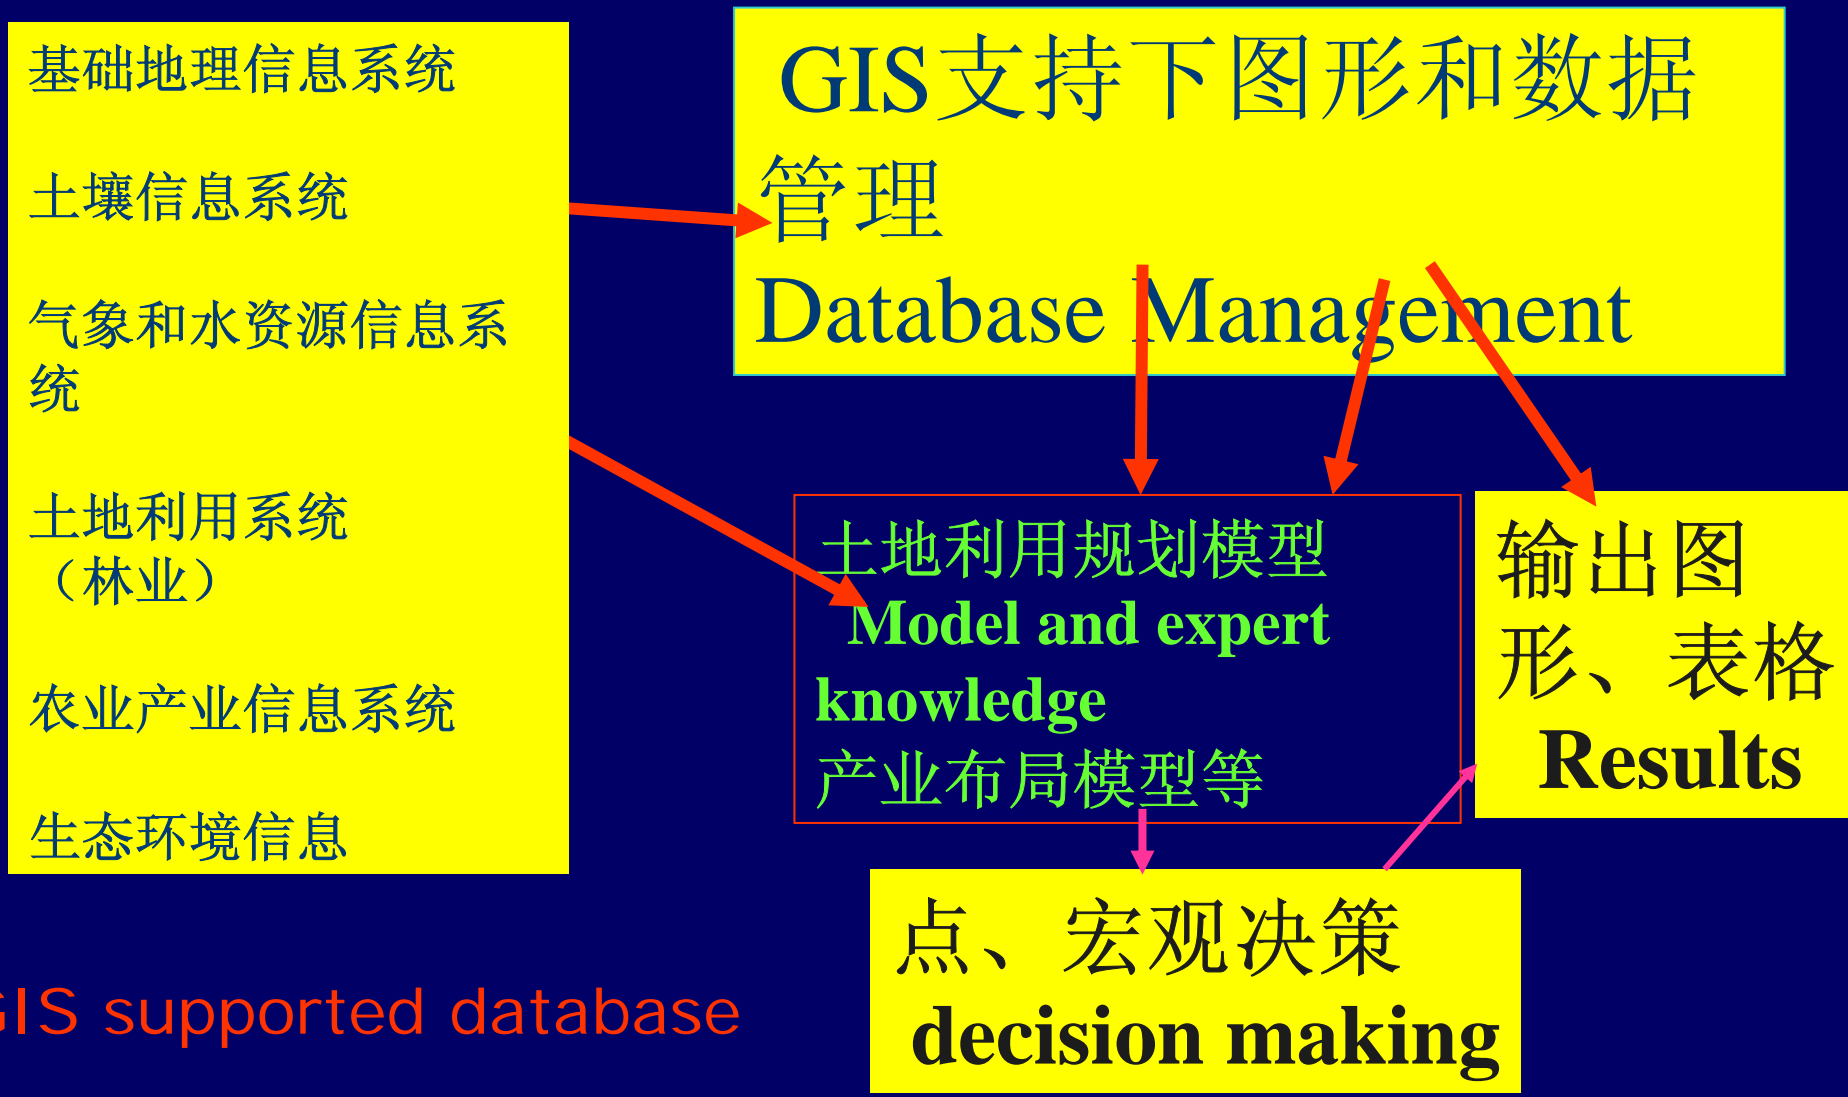 基础地理信息系统
土壤信息系统
气象和水资源信息系
统
土地利用系统
（林业）
农业产业信息系统
生态环境信息
GIS支持下图形和数据
管理
Database Management
土地利用规划模型
Model and expert
knowledge
产业布局模型等
输出图
形、表格
Results
点、宏观决策
decision making
GIS supported database